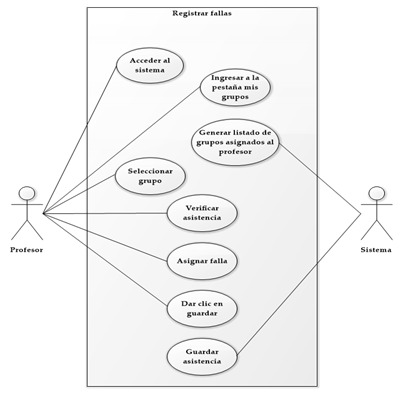 Registrar fallas
Acceder al
sistema
Ingresar a la
pestaña mis
grupos
Generar listado de
grupos asignados al
profesor
Seleccionar
grupo
Verificar
asistencia
Profesor
Sistema
Asignar falla
Dar clic en
guardar
Guardar
asistencia